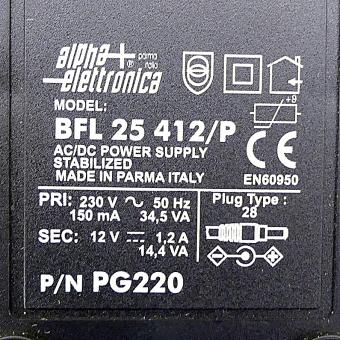 alpha
elettronica
parma
italia
®
MODEL:
BFL 25 412/P
AC/DC POWER SUPPLY
STABILIZED
MADE IN PARMA ITALY
+ϑ
CE
EN60950
PRI: 230 V ~ 50 Hz
150 mA 34,5 VA
SEC: 12 V ⎓ 1,2 A
14,4 VA
Plug Type :
28
P/N PG220